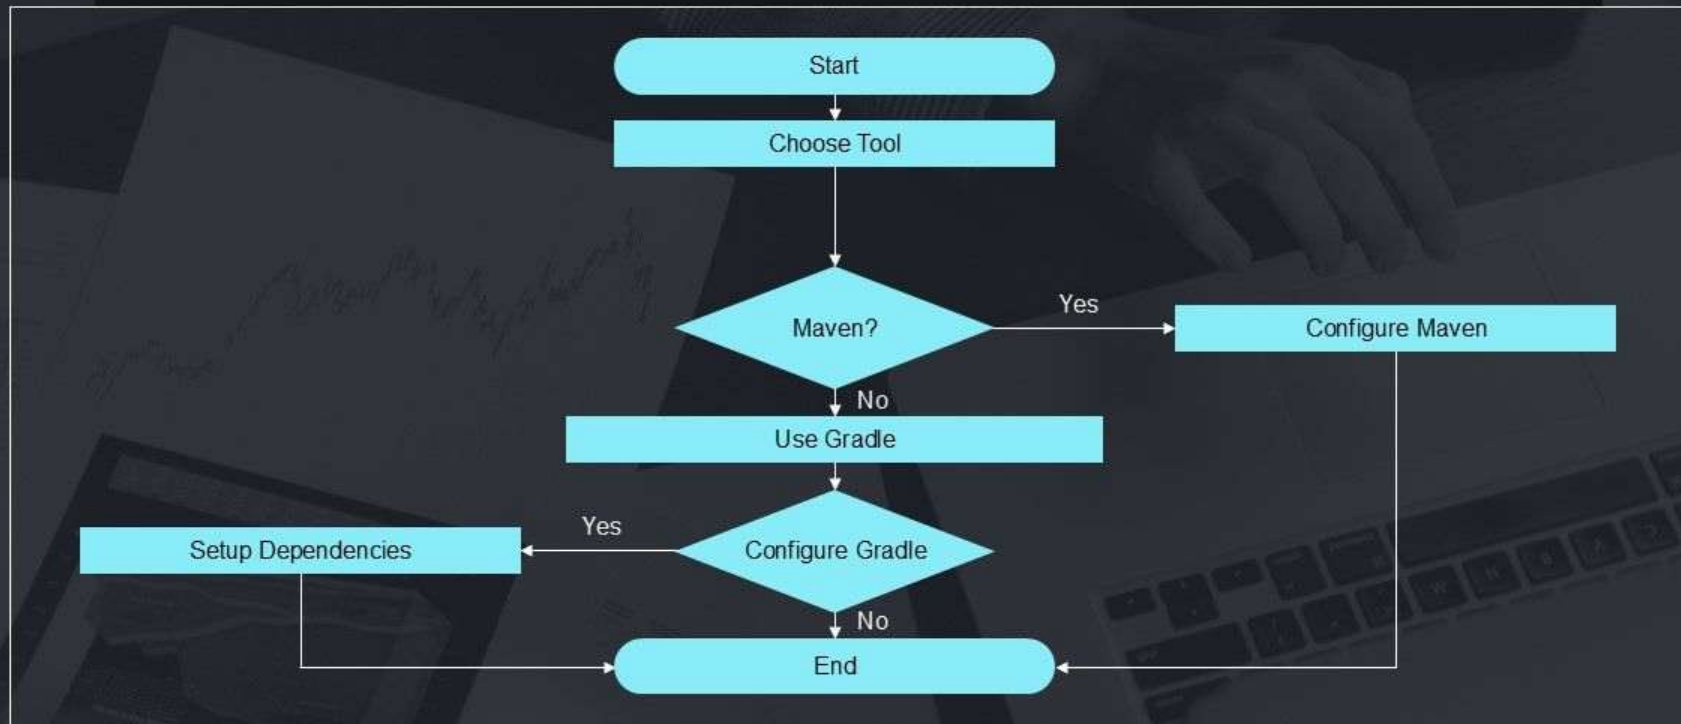 Start
Choose Tool
Maven?
Yes
Configure Maven
No
Use Gradle
Yes
Setup Dependencies
Configure Gradle
No
End